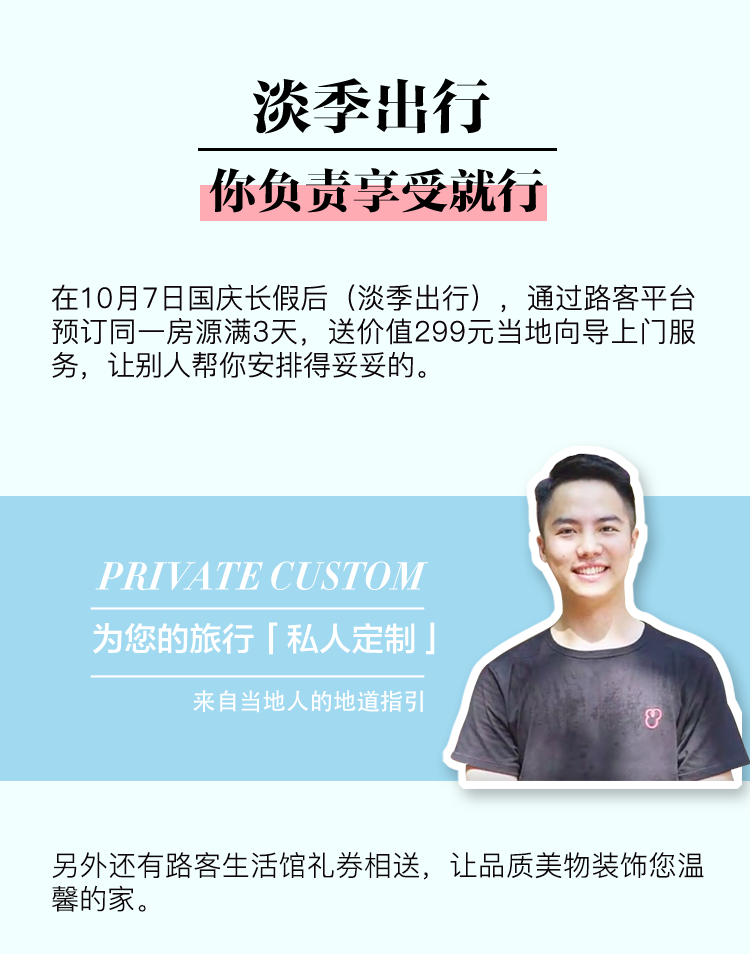 淡季出行
你负责享受就行
在10月7日国庆长假后（淡季出行），通过路客平台
预订同一房源满3天，送价值299元当地向导上门服
务，让别人帮你安排得妥妥的。
PRIVATE CUSTOM
为您的旅行「私人定制」
来自当地人的地道指引
另外还有路客生活馆礼券相送，让品质美物装饰您温
馨的家。